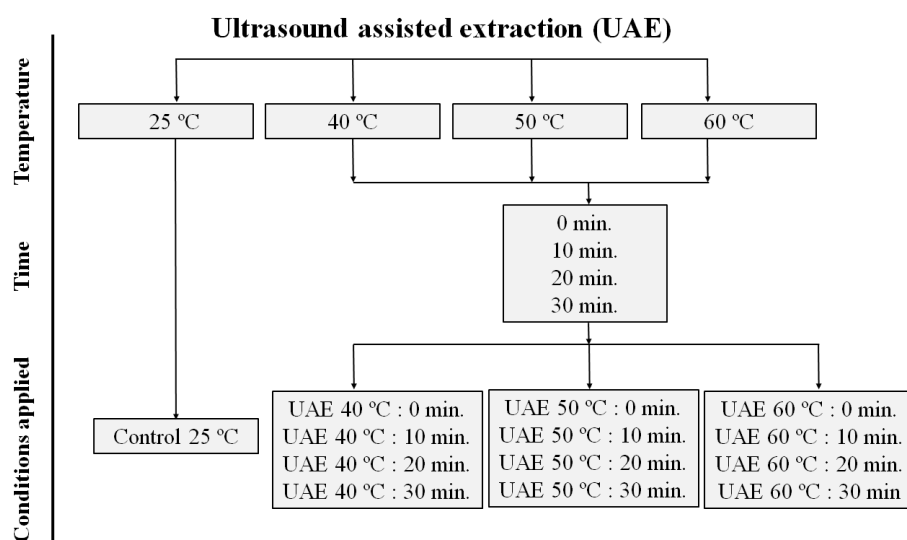 Ultrasound assisted extraction (UAE)
Temperature
25 ºC
40 ºC
50 ºC
60 ºC
Time
0 min.
10 min.
20 min.
30 min.
Conditions applied
Control 25 ºC
UAE 40 ºC : 0 min.
UAE 40 ºC : 10 min.
UAE 40 ºC : 20 min.
UAE 40 ºC : 30 min.
UAE 50 ºC : 0 min.
UAE 50 ºC : 10 min.
UAE 50 ºC : 20 min.
UAE 50 ºC : 30 min.
UAE 60 ºC : 0 min.
UAE 60 ºC : 10 min.
UAE 60 ºC : 20 min.
UAE 60 ºC : 30 min